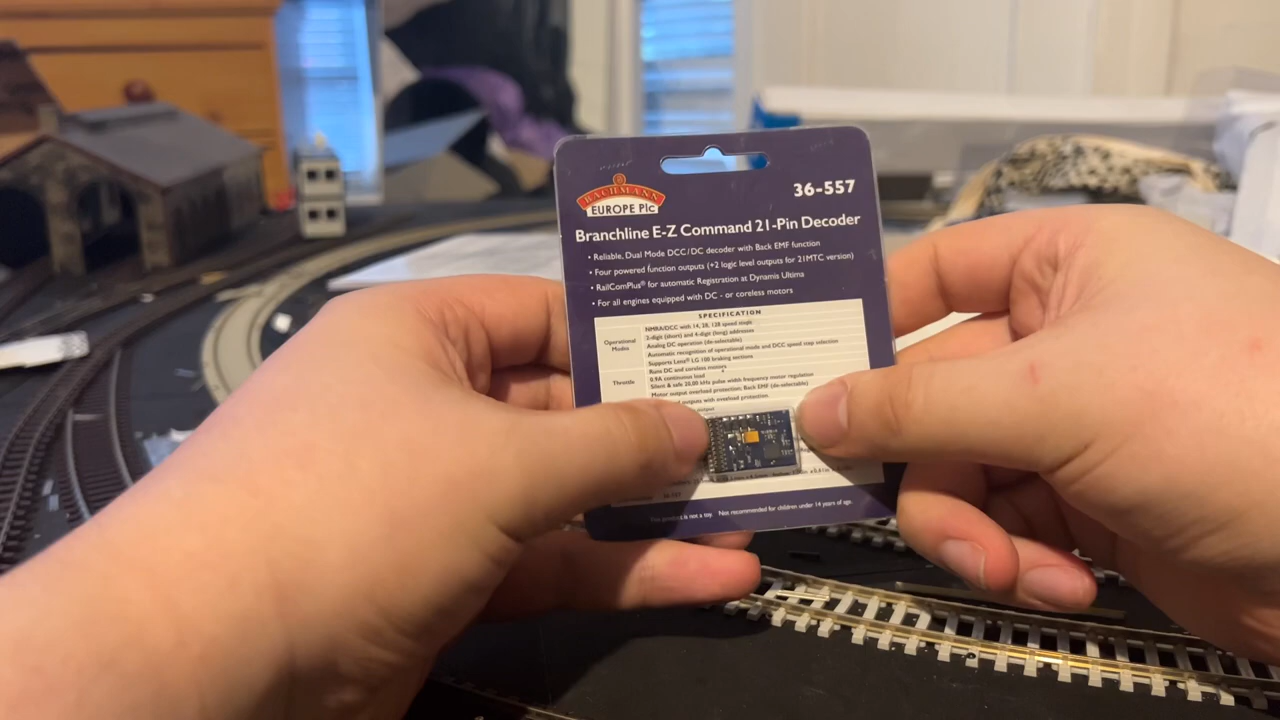 36-557
BACHMANN
EUROPE Plc
Branchline E-Z Command 21-Pin Decoder
• Reliable, Dual Mode DCC/DC decoder with Back EMF function
• Four powered function outputs (+2 logic level outputs for 21MTC version)
• RailComPlus® for automatic Registration at Dynamis Ultima
• For all engines equipped with DC - or coreless motors
SPECIFICATION
Operational Modes
NMRA/DCC with 14, 28, 128 speed steps
2-digit (short) and 4-digit (long) addresses
Analog DC operation (de-selectable)
Automatic recognition of operational mode and DCC speed step selection
Supports Lenz® LG 100 braking sections
Runs DC and coreless motors
Throttle
0.9A continuous load
Silent & safe 20.00 kHz pulse width frequency motor regulation
Motor output overload protection, Back EMF (de-selectable)
outputs with overload protection
output
This product is not a toy. Not recommended for children under 14 years of age.